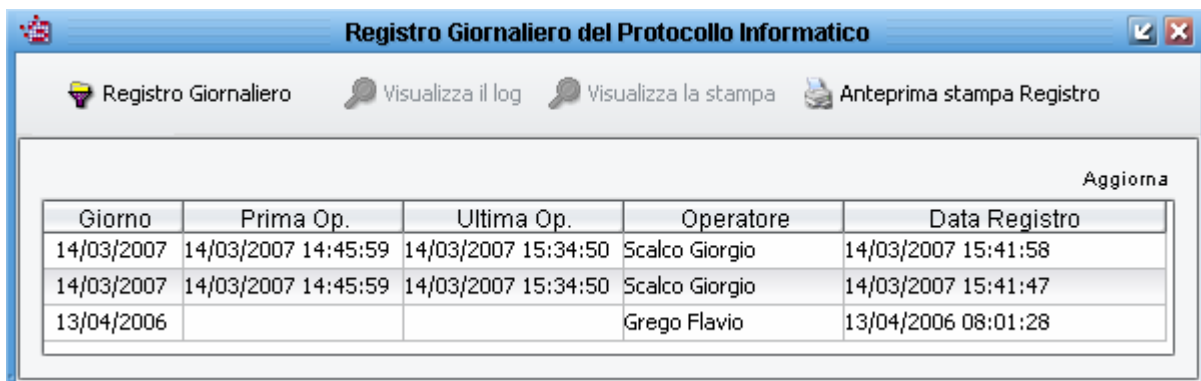 Registro Giornaliero del Protocollo Informatico
Registro Giornaliero Visualizza il log Visualizza la stampa Anteprima stampa Registro
Aggiorna
Giorno Prima Op. Ultima Op. Operatore Data Registro
14/03/2007 14/03/2007 14:45:59 14/03/2007 15:34:50 Scalco Giorgio 14/03/2007 15:41:58
14/03/2007 14/03/2007 14:45:59 14/03/2007 15:34:50 Scalco Giorgio 14/03/2007 15:41:47
13/04/2006 Grego Flavio 13/04/2006 08:01:28